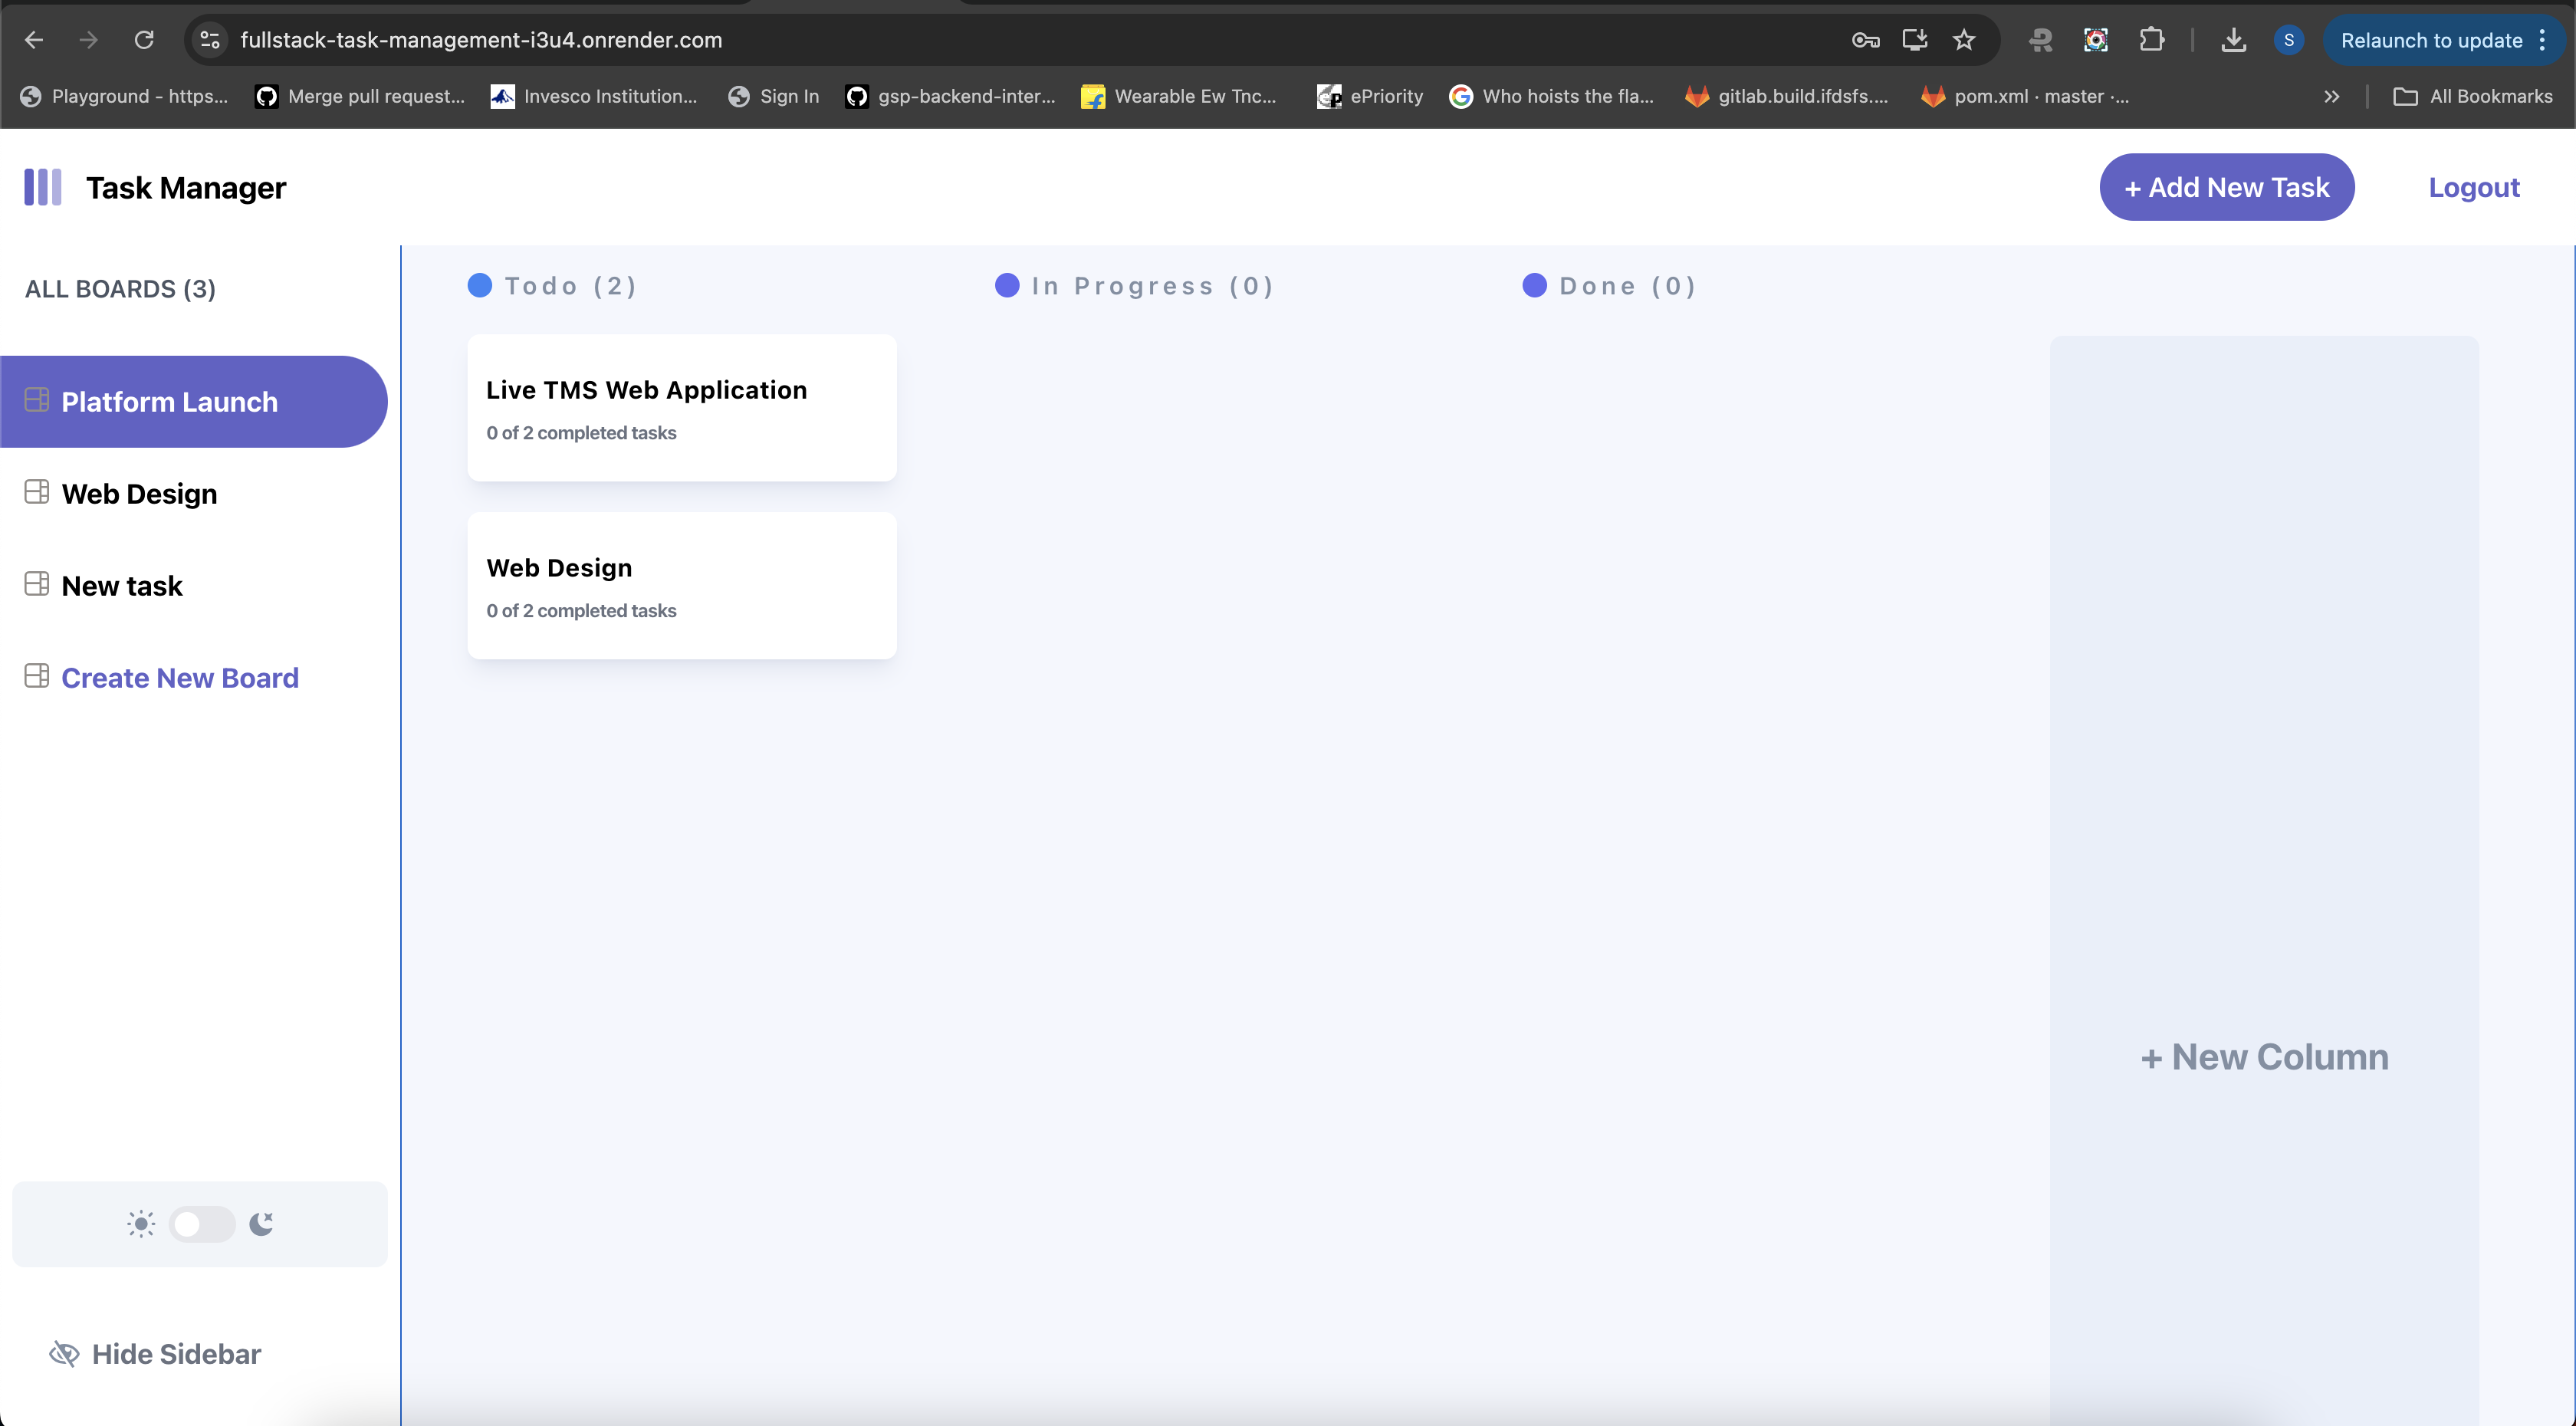 fullstack-task-management-i3u4.onrender.com
S
Relaunch to update
Playground - https...
Merge pull request...
Invesco Institution...
Sign In
gsp-backend-inter...
Wearable Ew Tnc...
ePriority
Who hoists the fla...
gitlab.build.ifdsfs....
pom.xml · master ·...
All Bookmarks
Task Manager
+ Add New Task
Logout
ALL BOARDS (3)
Platform Launch
Web Design
New task
Create New Board
Hide Sidebar
Todo (2)
Live TMS Web Application
0 of 2 completed tasks
Web Design
0 of 2 completed tasks
In Progress (0)
Done (0)
+ New Column